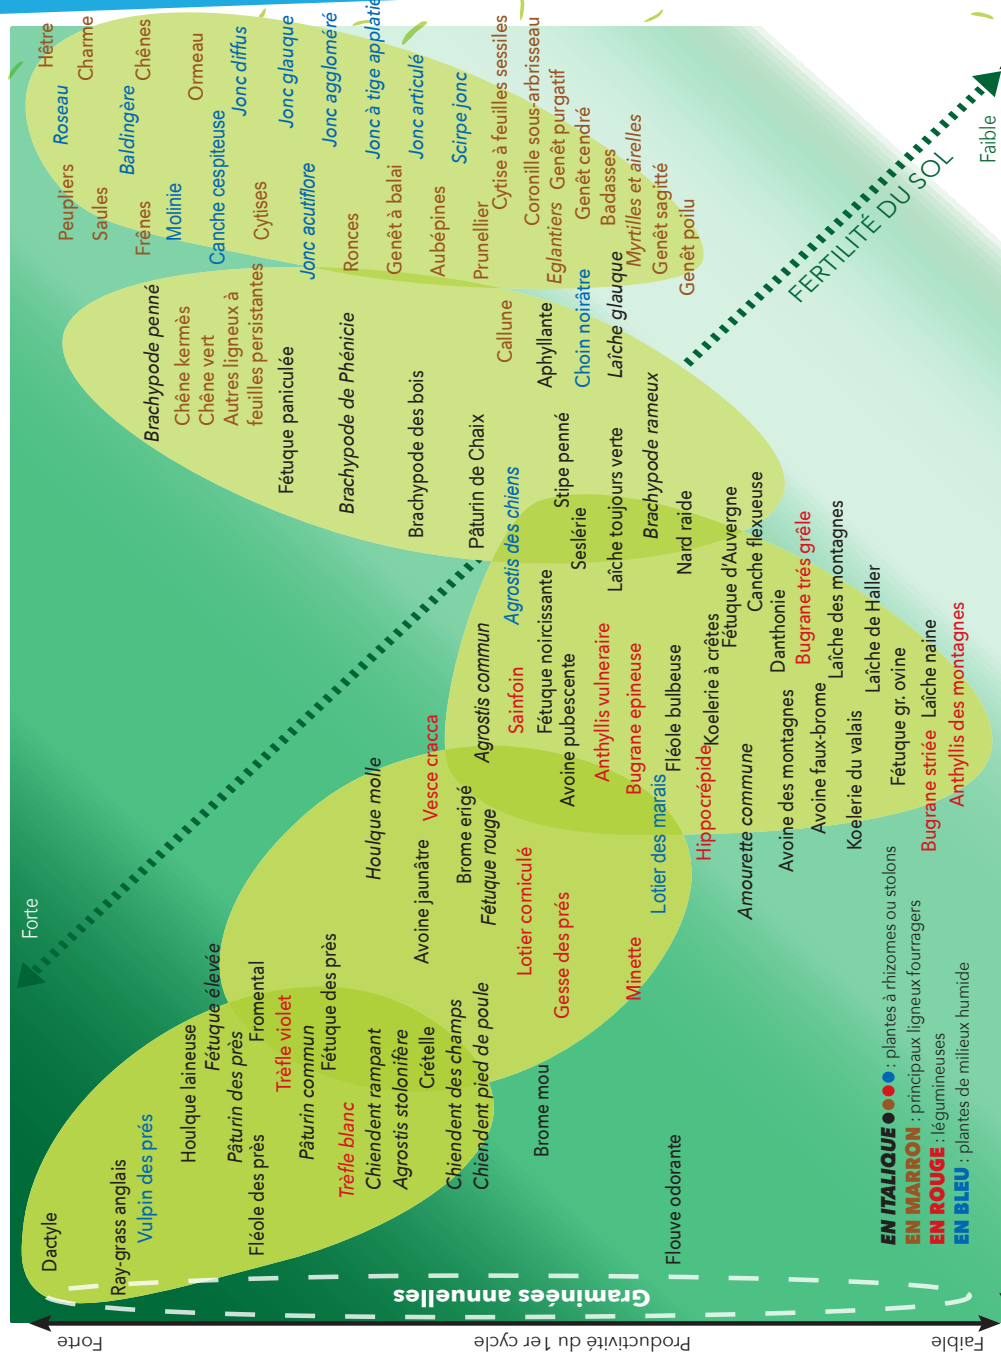 Forte
Productivité du 1er cycle
Faible
Graminées annuelles
Forte
FERTILITÉ DU SOL
Faible
Dactyle
Ray-grass anglais
Vulpin des prés
Houlque laineuse
Fétuque élevée
Pâturin des près
Fléole des près
Fromental
Trèfle violet
Pâturin commun
Fétuque des près
Trèfle blanc
Chiendent rampant
Agrostis stolonifère
Crételle
Chiendent des champs
Chiendent pied de poule
Brome mou
Flouve odorante
Houlque molle
Avoine jaunâtre
Vesce cracca
Brome erigé
Fétuque rouge
Agrostis commun
Lotier corniculé
Gesse des prés
Minette
Sainfoin
Agrostis des chiens
Fétuque noircissante
Avoine pubescente
Anthyllis vulneraire
Bugrane epineuse
Lotier des marais
Fléole bulbeuse
Hippocrépide
Koelerie à crêtes
Amourette commune
Fétuque d'Auvergne
Canche flexueuse
Danthonie
Avoine des montagnes
Bugrane trés grêle
Avoine faux-brome
Laîche des montagnes
Koelerie du valais
Laîche de Haller
Fétuque gr. ovine
Bugrane striée
Laîche naine
Anthyllis des montagnes
Brachypode penné
Chêne kermès
Chêne vert
Autres ligneux à
feuilles persistantes
Fétuque paniculée
Brachypode de Phénicie
Brachypode des bois
Pâturin de Chaix
Callune
Aphyllante
Choin noirâtre
Laîche glauque
Stipe penné
Seslérie
Laîche toujours verte
Brachypode rameux
Nard raide
Hêtre
Roseau
Charme
Peupliers
Saules
Baldingère
Chênes
Frênes
Molinie
Ormeau
Canche cespiteuse
Jonc diffus
Cytises
Jonc glauque
Jonc acutiflore
Jonc aggloméré
Ronces
Jonc à tige applatie
Genêt à balai
Jonc articulé
Aubépines
Scirpe jonc
Prunellier
Cytise à feuilles sessiles
Coronille sous-arbrisseau
Eglantiers
Genêt purgatif
Genêt cendré
Badasses
Myrtilles et airelles
Genêt sagitté
Genêt poilu
EN ITALIQUE : plantes à rhizomes ou stolons
EN MARRON : principaux ligneux fourragers
EN ROUGE : légumineuses
EN BLEU : plantes de milieux humide